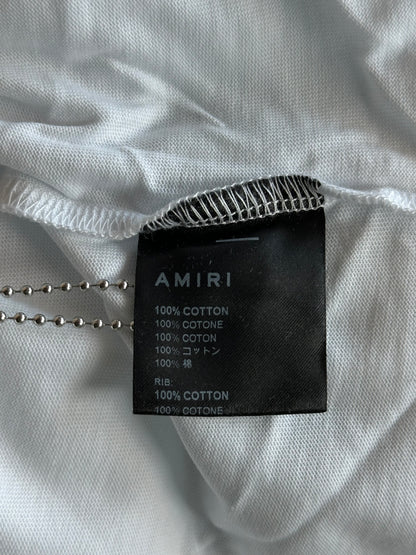 AMIRI
100% COTTON
100% COTONE
100% COTON
100% コットン
100% 棉
RIB:
100% COTTON
100% COTONE